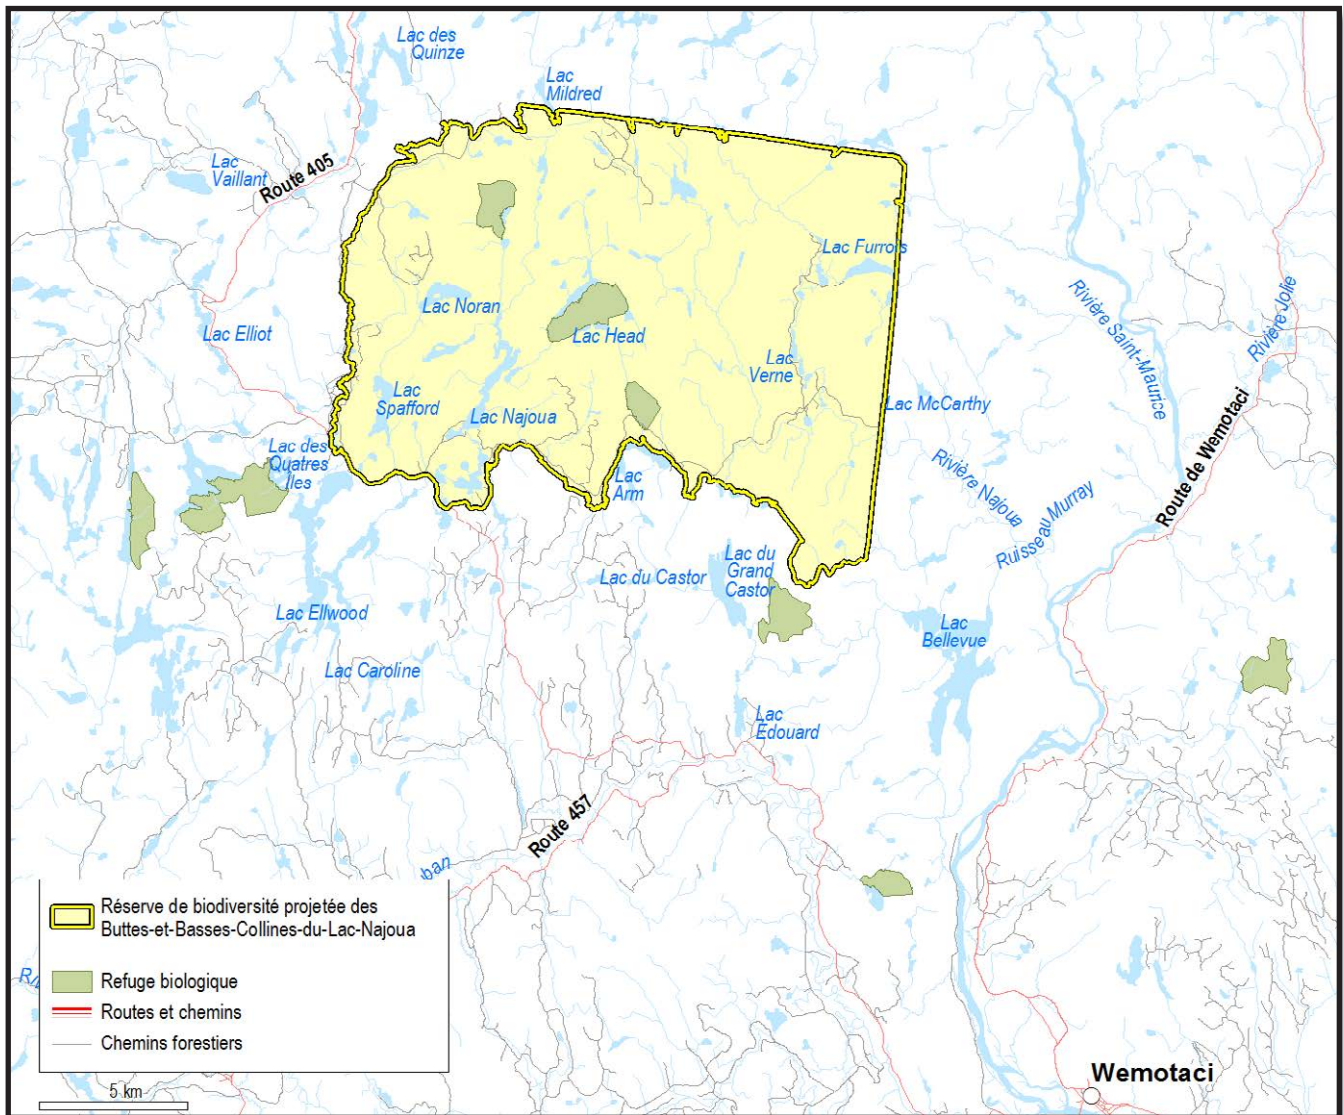 Lac des
Quinze
Lac
Mildred
Lac
Vaillant
Route 405
Lac Furrois
Lac Noran
Lac Elliot
Lac Head
Rivière Saint-Maurice
Rivière Jolie
Lac
Verne
Lac
Spafford
Lac McCarthy
Lac Najoua
Lac des
Quatres
Iles
Lac
Arm
Rivière Najoua
Route de Wemotaci
Ruisseau Murray
Lac du Castor
Lac du
Grand
Castor
Lac Ellwood
Lac
Bellevue
Lac Caroline
Lac
Edouard
Route 457
ban
Réserve de biodiversité projetée des
Buttes-et-Basses-Collines-du-Lac-Najoua
Refuge biologique
Routes et chemins
Chemins forestiers
5 km
Wemotaci